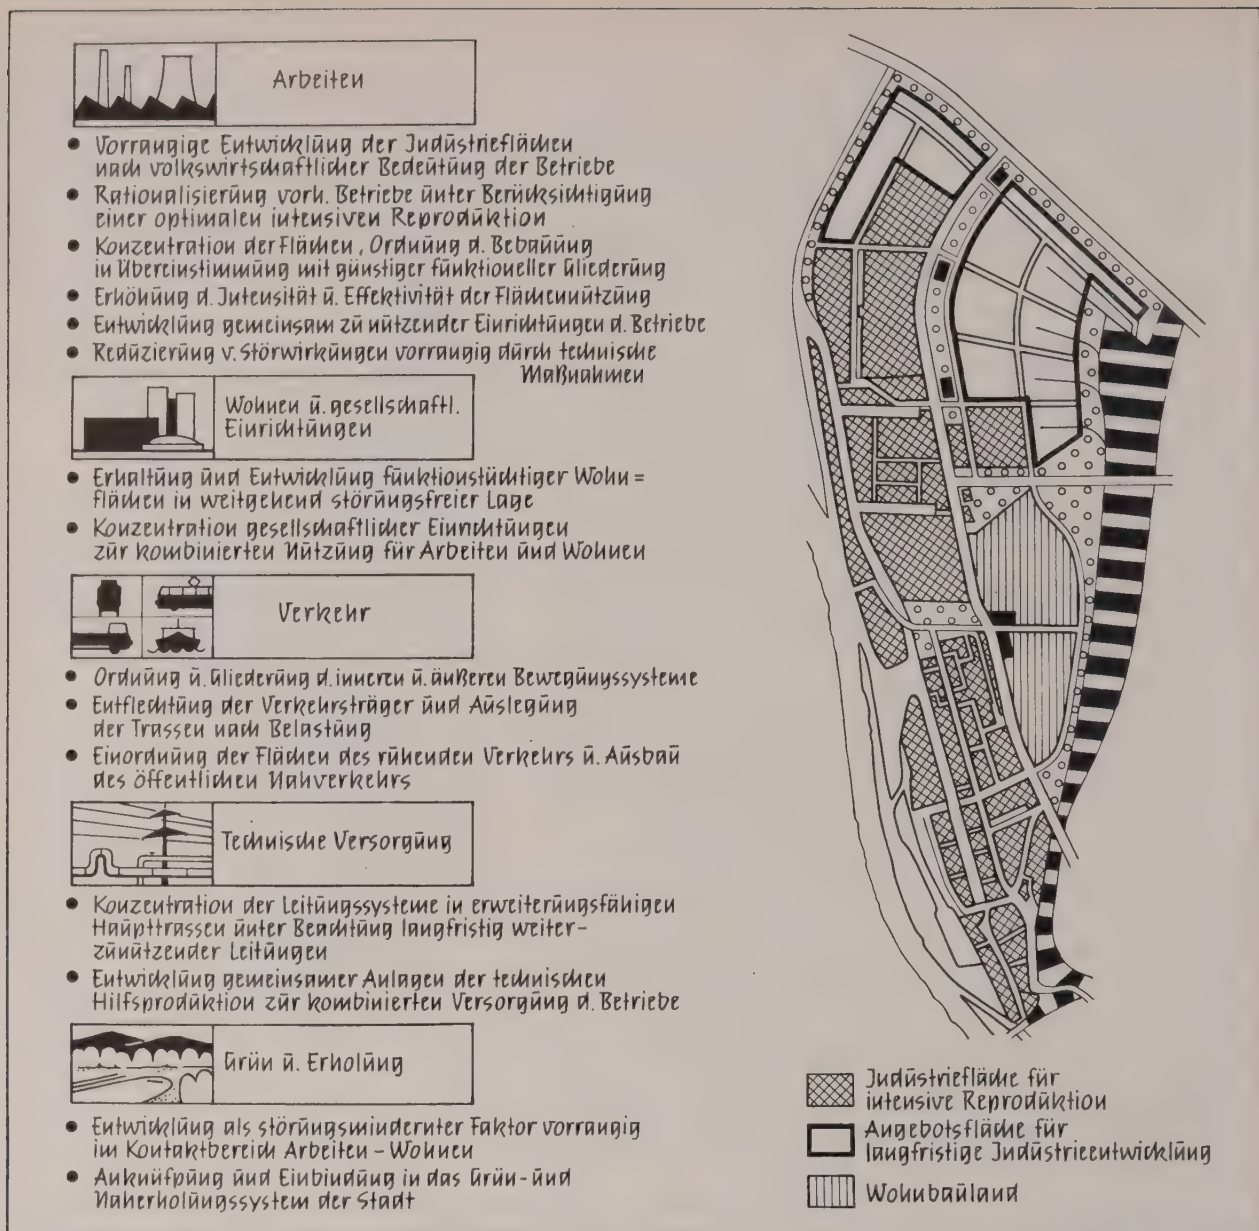 Arbeiten
• Vorrangige Entwicklung der Industrieflächen
nach volkswirtschaftlicher Bedeutung der Betriebe
• Rationalisierung vorh. Betriebe unter Berücksichtigung
einer optimalen intensiven Reproduktion
• Konzentration der Flächen, Ordnung d. Bebauung
in Übereinstimmung mit günstiger funktioneller Gliederung
• Erhöhung d. Intensität u. Effektivität der Flächennutzung
• Entwicklung gemeinsam zu nutzender Einrichtungen d. Betriebe
• Reduzierung v. Störwirkungen vorrangig durch technische
Maßnahmen
Wohnen u. gesellschaftl.
Einrichtungen
• Erhaltung und Entwicklung funktionstüchtiger Wohn=
flächen in weitgehend störungsfreier Lage
• Konzentration gesellschaftlicher Einrichtungen
zur kombinierten Nutzung für Arbeiten und Wohnen
Verkehr
• Ordnung u. Gliederung d. inneren u. äußeren Bewegungssysteme
• Entflechtung der Verkehrsträger und Auslegung
der Trassen nach Belastung
• Einordnung der Flächen des ruhenden Verkehrs u. Ausbau
des öffentlichen Nahverkehrs
Technische Versorgung
• Konzentration der Leitungssysteme in erweiterungsfähigen
Haupttrassen unter Beachtung langfristig weiter-
zunutzender Leitungen
• Entwicklung gemeinsamer Anlagen der technischen
Hilfsproduktion zur kombinierten Versorgung d. Betriebe
Grün u. Erholung
• Entwicklung als störungsmindernter Faktor vorrangig
im Kontaktbereich Arbeiten – Wohnen
• Anknüfpung und Einbindung in das Grün- und
Naherholungssystem der Stadt
Industriefläche für
intensive Reproduktion
Angebotsfläche für
langfristige Industrieentwicklung
Wohnbauland